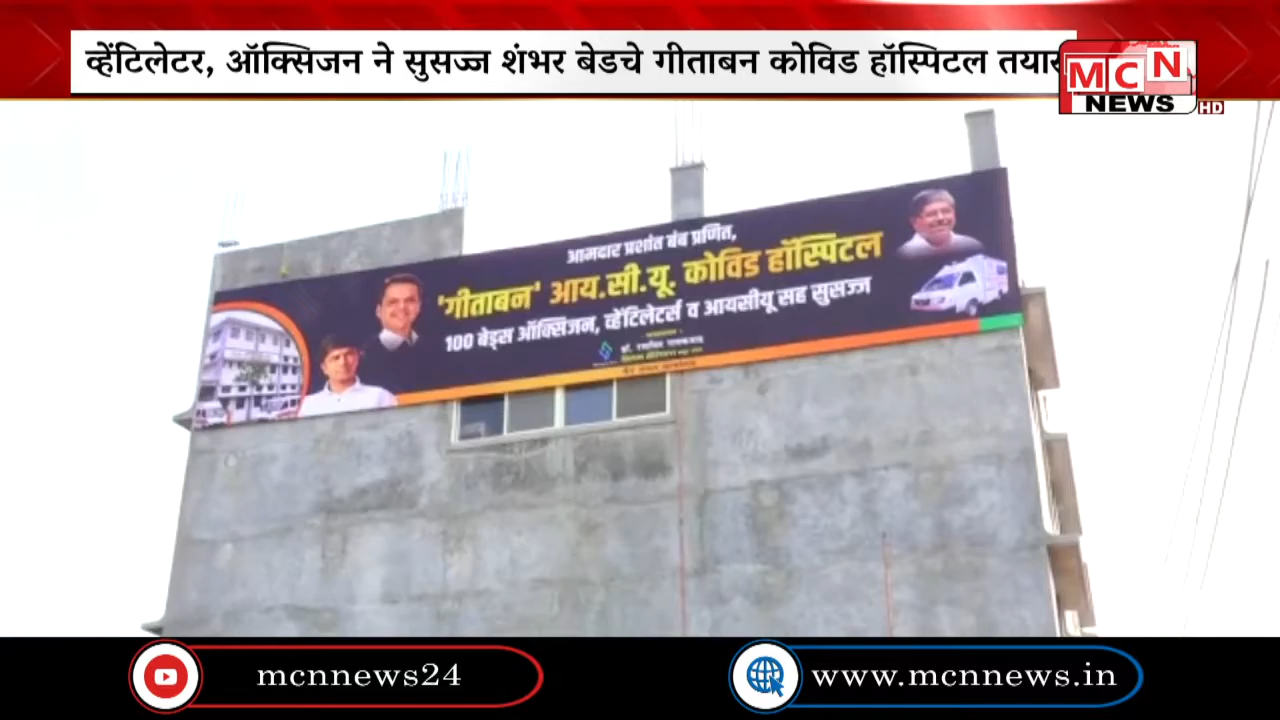 व्हेंटिलेटर, ऑक्सिजन ने सुसज्ज शंभर बेडचे गीताबन कोविड हॉस्पिटल तयार
MCN
NEWS
HD
आमदार प्रशांत बंब प्रणित,
'गीताबन' आय.सी.यू. कोविड हॉस्पिटल
100 बेड्स ऑक्सिजन, व्हेंटिलेटर्स व आयसीयू सह सुसज्ज
mcnnews24
www.mcnnews.in